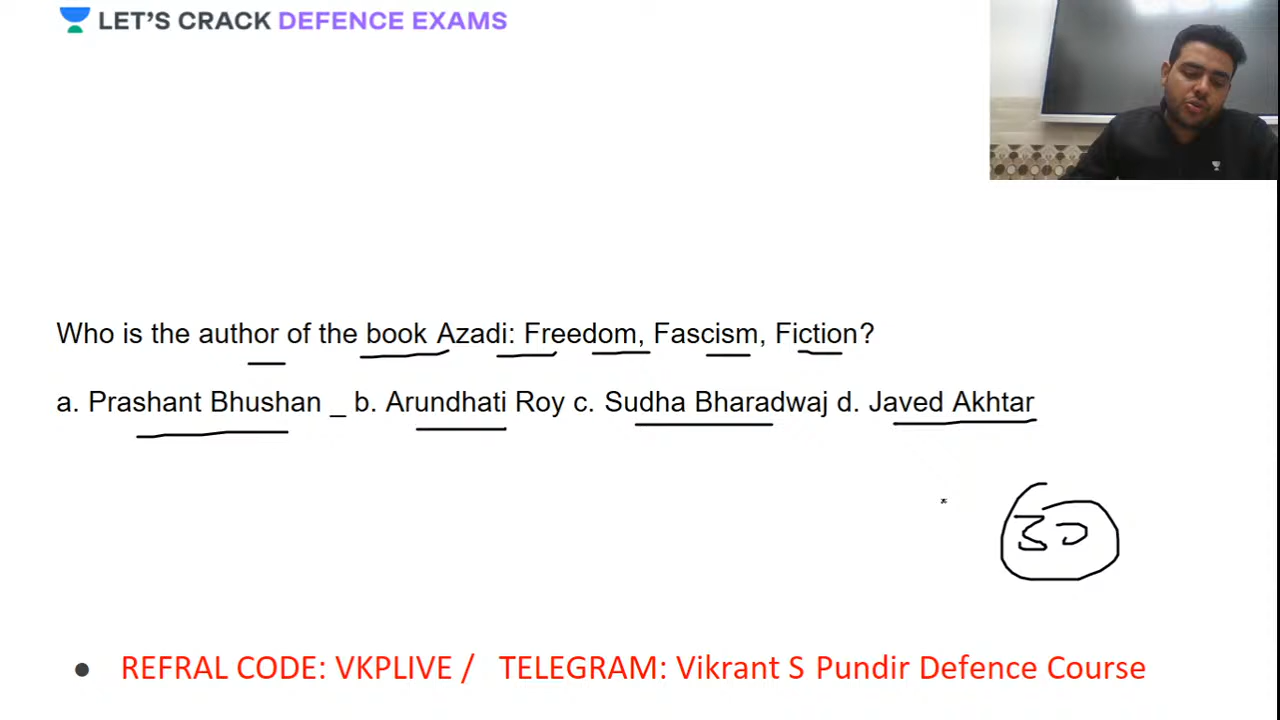 LET'S CRACK DEFENCE EXAMS
Who is the author of the book Azadi: Freedom, Fascism, Fiction?
a. Prashant Bhushan _ b. Arundhati Roy c. Sudha Bharadwaj d. Javed Akhtar
30
● REFRAL CODE: VKPLIVE / TELEGRAM: Vikrant S Pundir Defence Course